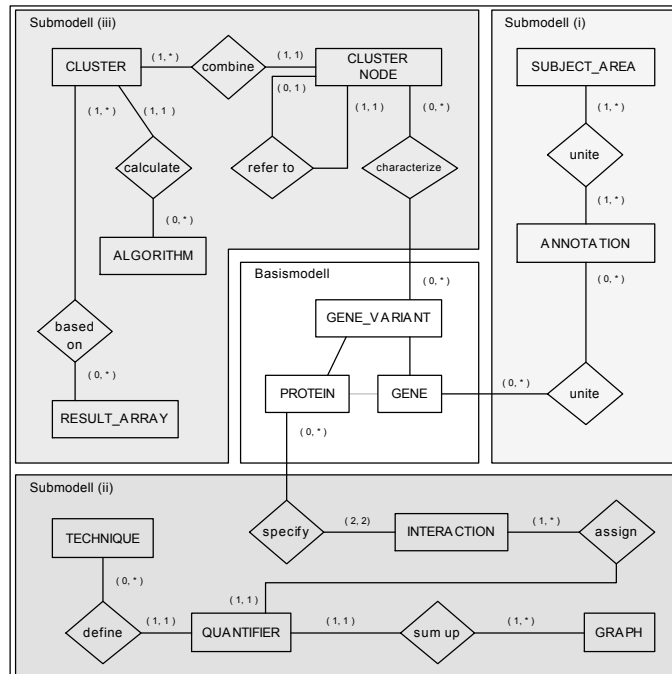 Submodell (iii)
CLUSTER
( 1, * )
combine
( 1, 1)
CLUSTER
NODE
( 1, * )
( 1, 1 )
( 0, 1 )
( 1, 1 )
( 0, * )
calculate
refer to
characterize
( 0, * )
ALGORITHM
based
on
( 0, * )
RESULT_ARRAY
Submodell (i)
SUBJECT_AREA
( 1, * )
unite
( 1, * )
ANNOTATION
( 0, * )
unite
( 0, * )
Basismodell
( 0, * )
GENE_VARIANT
PROTEIN
GENE
( 0, * )
Submodell (ii)
specify
( 2, 2)
INTERACTION
( 1, * )
assign
TECHNIQUE
( 0, * )
define
( 1, 1 )
( 1, 1 )
QUANTIFIER
( 1, 1 )
sum up
( 1, * )
GRAPH